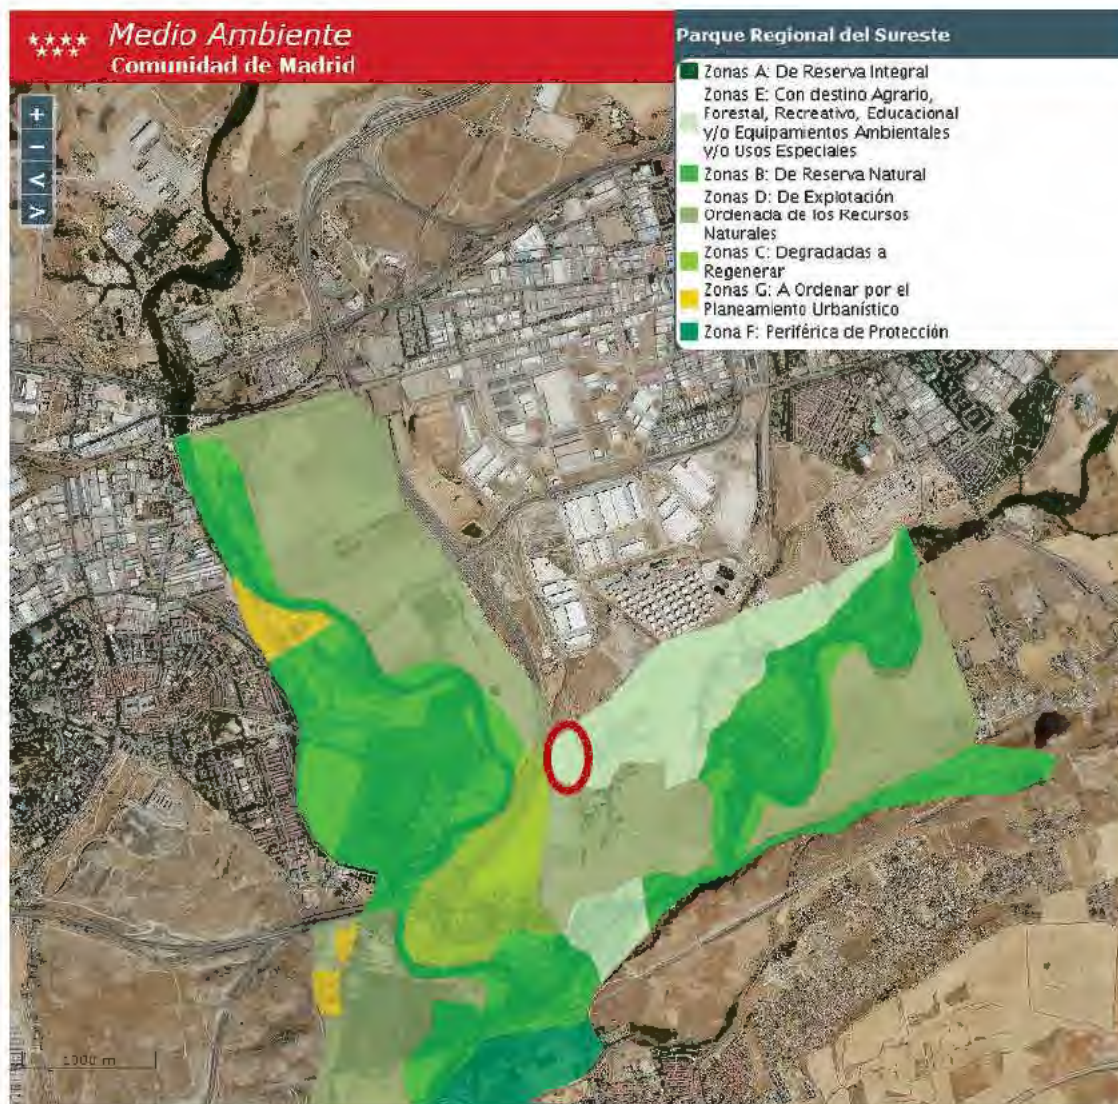 Medio Ambiente
Comunidad de Madrid
Parque Regional del Sureste
Zonas A: De Reserva Integral
Zonas E: Con destino Agrario,
Forestal, Recreativo, Educacional
y/o Equipamientos Ambientales
y/o Usos Especiales
Zonas B: De Reserva Natural
Zonas D: De Explotación
Ordenada de los Recursos
Naturales
Zonas C: Degradadas a
Regenerar
Zonas G: A Ordenar por el
Planeamiento Urbanístico
Zona F: Periférica de Protección
1000 m